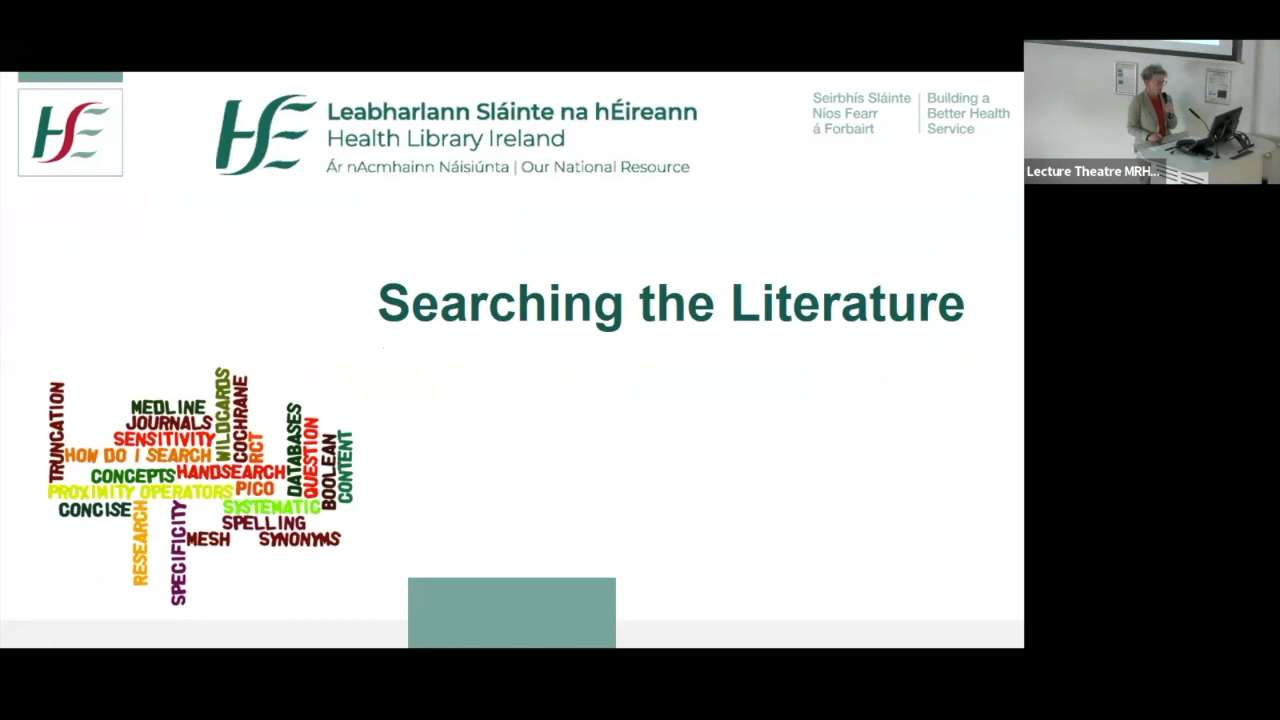 HSE
HSE
Leabharlann Sláinte na hÉireann
Health Library Ireland
Ár nAcmhainn Náisiúnta | Our National Resource
Seirbhís Sláinte
Níos Fearr
á Forbairt
Building a
Better Health
Service
Lecture Theatre MRH...
Searching the Literature
TRUNCATION
MEDLINE
JOURNALS
SENSITIVITY
HOW DO I SEARCH
WILDCARDS
COCHRANE
RCT
DATABASES
QUESTION
BOOLEAN
CONTENT
CONCEPTS
HANDSEARCH
PROXIMITY OPERATORS
PICO
CONCISE
SYSTEMATIC
RESEARCH
SPECIFICITY
SPELLING
MESH
SYNONYMS